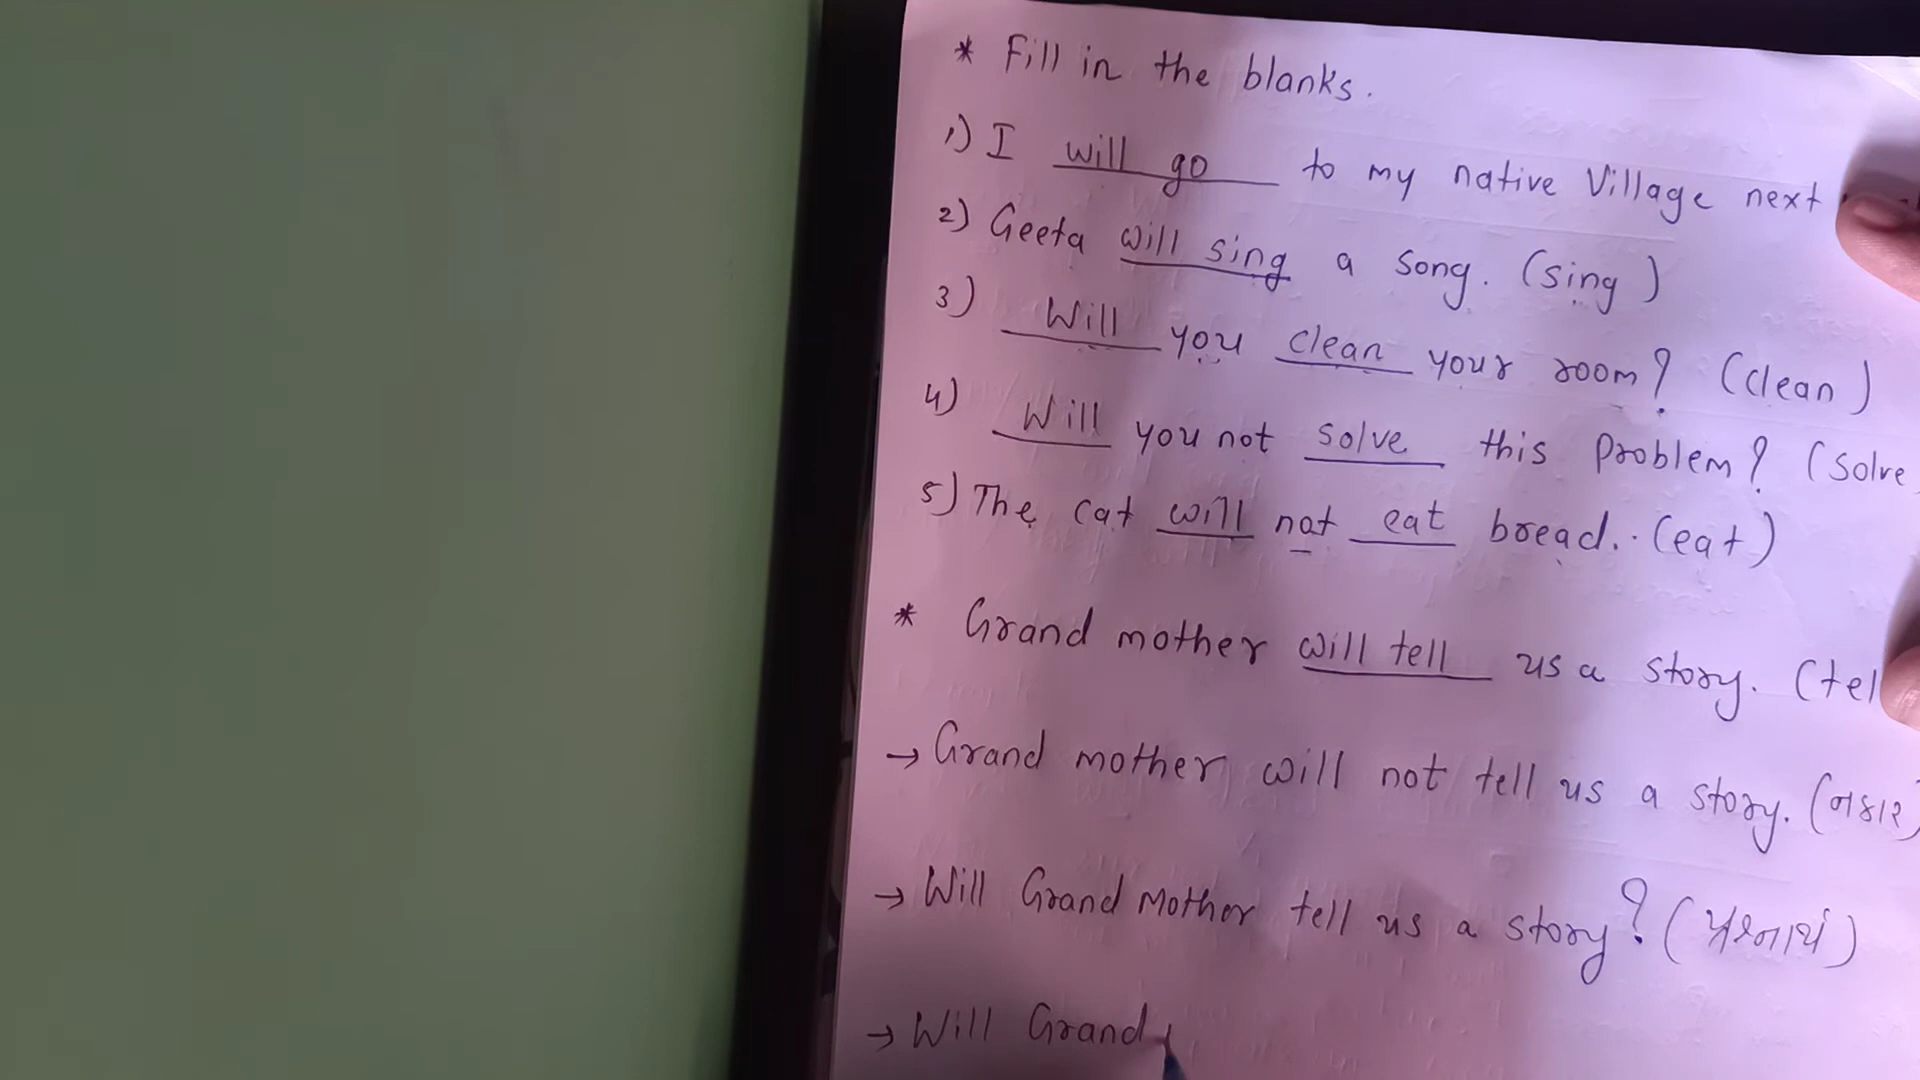 * Fill in the blanks.
1) I will go to my native Village next
2) Geeta will sing a song. (sing)
3) Will you clean your room? (clean)
4) Will you not solve this problem? (solve
5) The cat will not eat bread. (eat)
* Grand mother will tell us a story. (tel
→ Grand mother will not tell us a story. (નકાર)
→ Will Grand Mother tell us a story? (પ્રશ્નાર્થ)
→ Will Grand